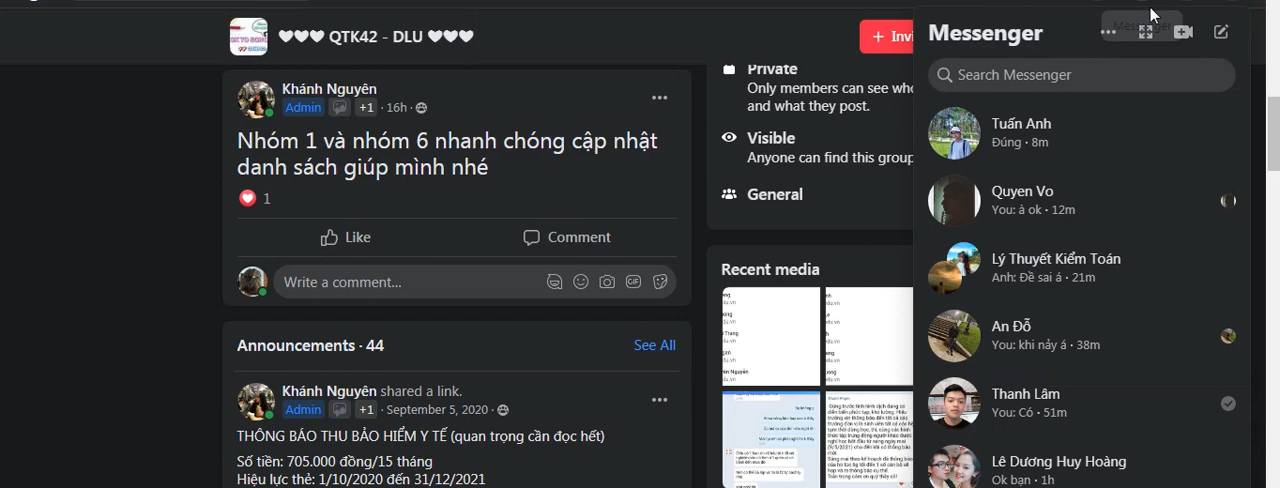 ♥♥♥ QTK42 - DLU ♥♥♥
+ Invi
Khánh Nguyên
Admin +1 · 16h ·
Nhóm 1 và nhóm 6 nhanh chóng cập nhật
danh sách giúp mình nhé
1
Like Comment
Write a comment...
GIF
Announcements · 44 See All
Khánh Nguyên shared a link.
Admin +1 · September 5, 2020 ·
THÔNG BÁO THU BẢO HIỂM Y TẾ (quan trọng cần đọc hết)
Số tiền: 705.000 đồng/15 tháng
Hiệu lực thẻ: 1/10/2020 đến 31/12/2021
Private
Only members can see who
and what they post.
Visible
Anyone can find this group
General
Recent media
Messenger
Search Messenger
Tuấn Anh
Đúng · 8m
Quyen Vo
You: à ok · 12m
Lý Thuyết Kiểm Toán
Anh: Đề sai á · 21m
An Đỗ
You: khi nảy á · 38m
Thanh Lâm
You: Có · 51m
Lê Dương Huy Hoàng
Ok bạn · 1h